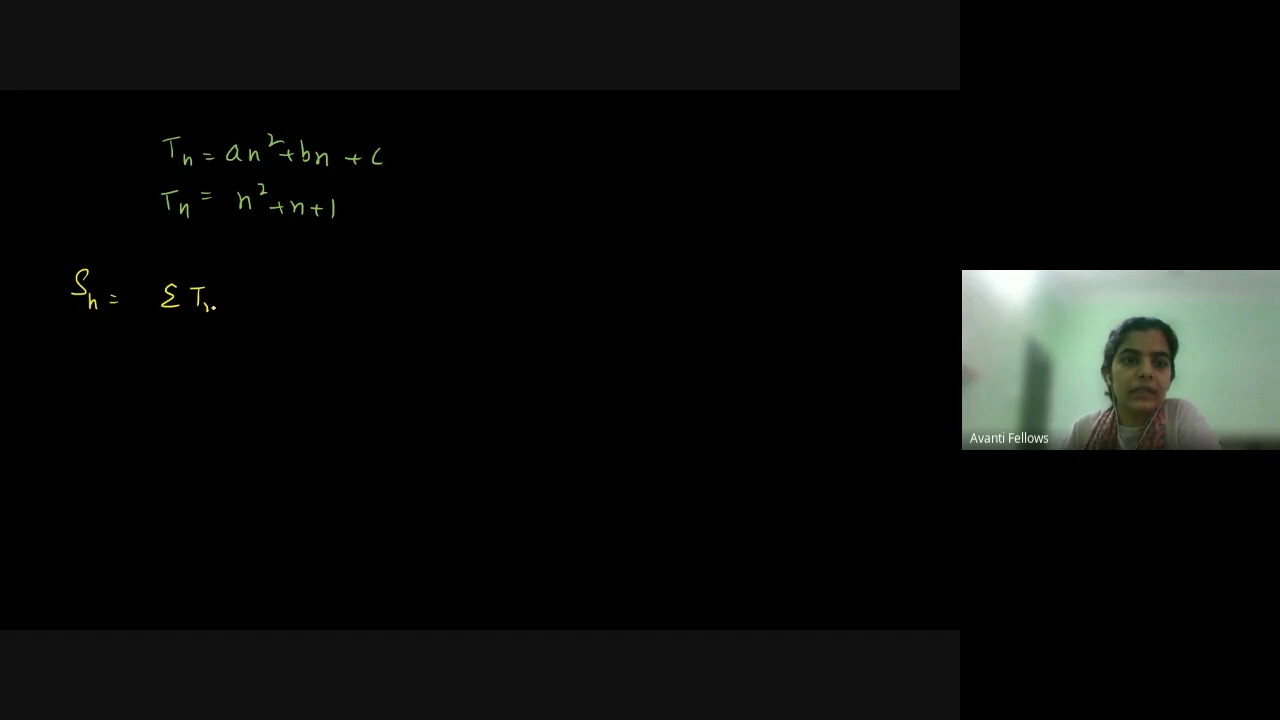 Tₙ = an² + bn + c
Tₙ = n² + n + 1
Sₙ = Σ Tₙ
Avanti Fellows